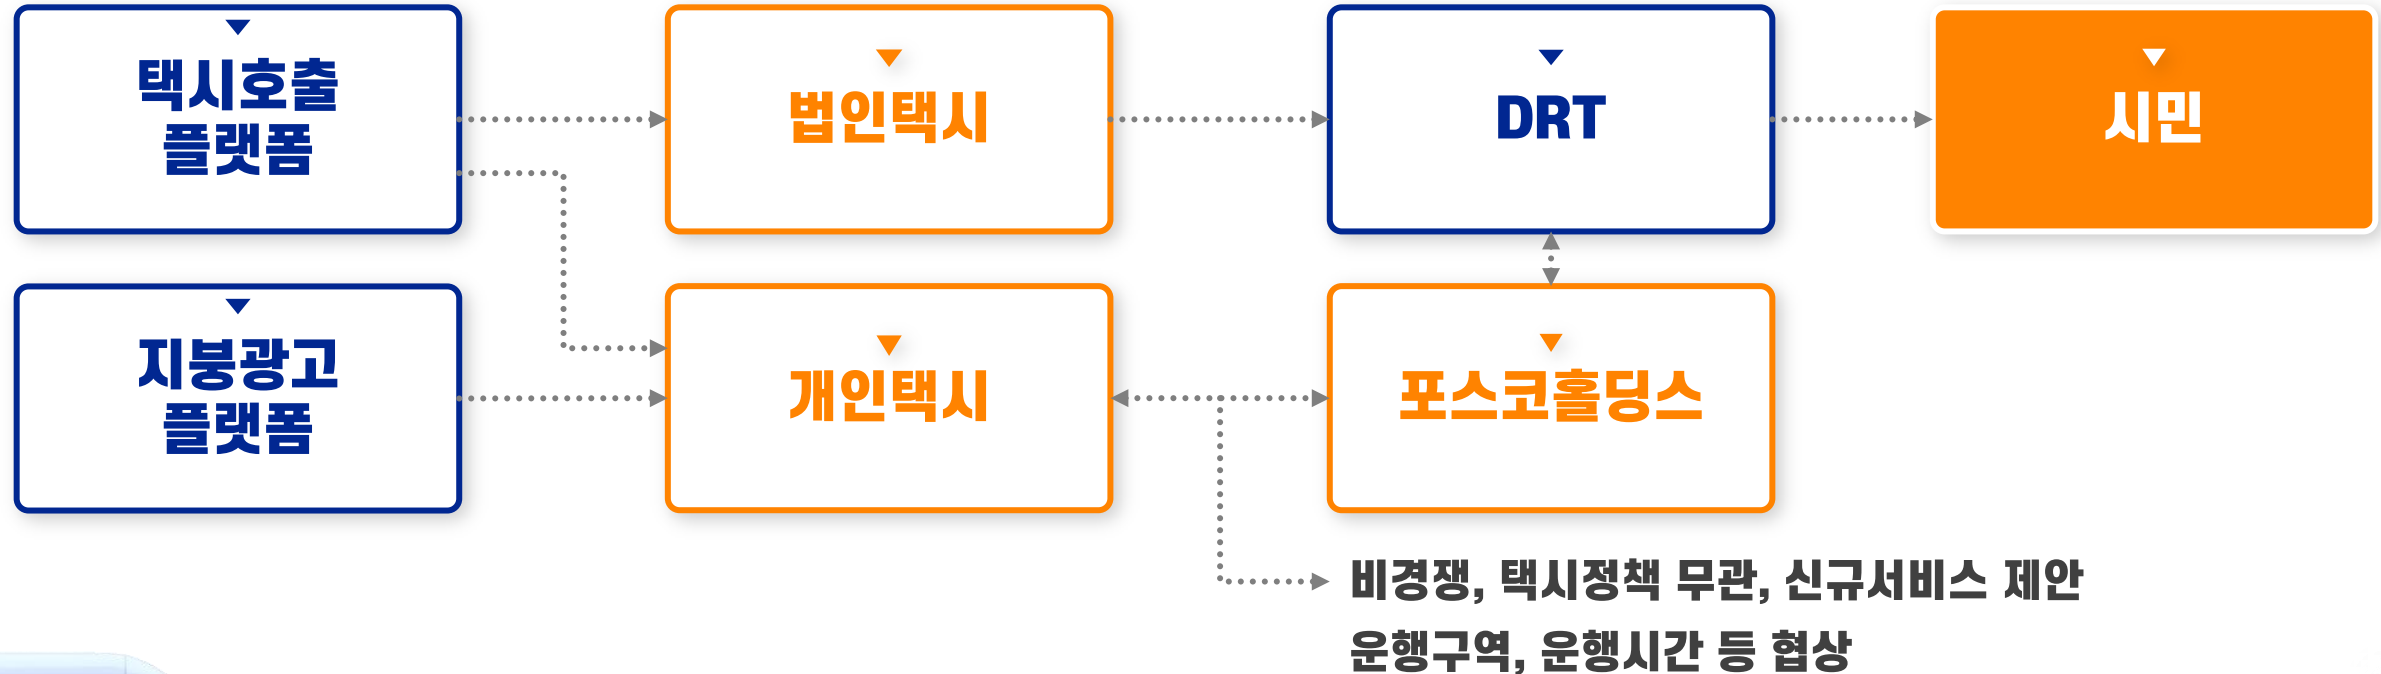 택시호출
플랫폼
법인택시
DRT
시민
지붕광고
플랫폼
개인택시
포스코홀딩스
비경쟁, 택시정책 무관, 신규서비스 제안
운행구역, 운행시간 등 협상